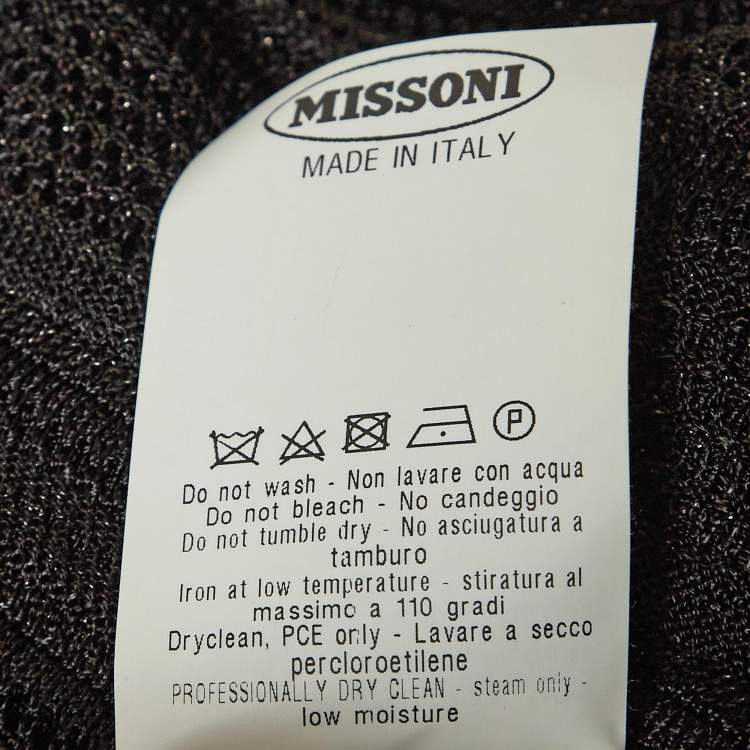 MISSONI
MADE IN ITALY
P
Do not wash - Non lavare con acqua
Do not bleach - No candeggio
Do not tumble dry - No asciugatura a
tamburo
Iron at low temperature - stiratura al
massimo a 110 gradi
Dryclean, PCE only - Lavare a secco
percloroetilene
PROFESSIONALLY DRY CLEAN - steam only -
low moisture